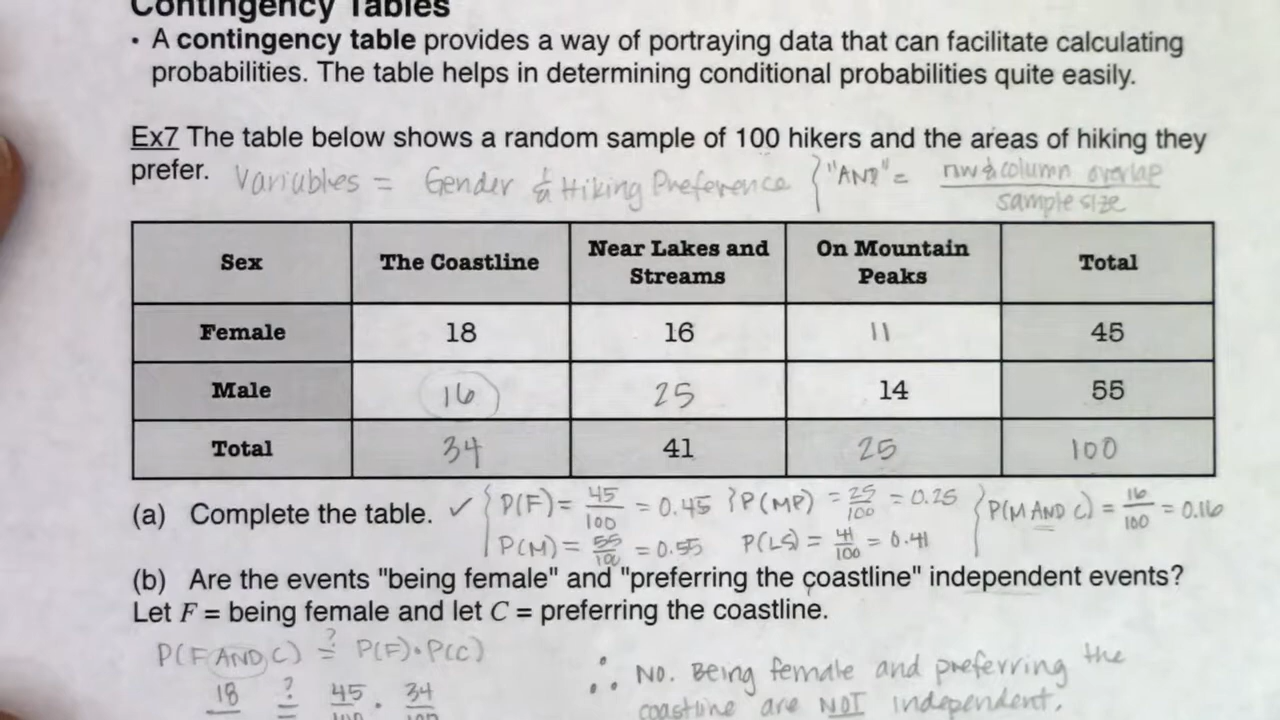 Contingency Tables
• A contingency table provides a way of portraying data that can facilitate calculating
probabilities. The table helps in determining conditional probabilities quite easily.
Ex7 The table below shows a random sample of 100 hikers and the areas of hiking they
prefer. Variables = Gender & Hiking Preference { "AND" = row & column overlap
sample size
Sex The Coastline Near Lakes and Streams On Mountain Peaks Total
Female 18 16 11 45
Male 16 25 14 55
Total 34 41 25 100
(a) Complete the table. ✓ { P(F) = 45/100 = 0.45 } P(MP) = 25/100 = 0.25 { P(M AND C) = 16/100 = 0.16
P(M) = 55/100 = 0.55 P(LS) = 41/100 = 0.41
(b) Are the events "being female" and "preferring the coastline" independent events?
Let F = being female and let C = preferring the coastline.
P(F AND C) ≟ P(F)·P(C)
∴ No. Being female and preferring the
18 ≟ 45/100 · 34/100
coastline are NOT independent.